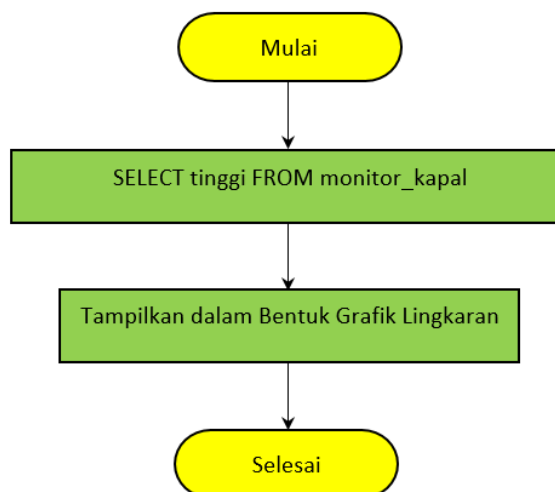 Mulai
SELECT tinggi FROM monitor_kapal
Tampilkan dalam Bentuk Grafik Lingkaran
Selesai